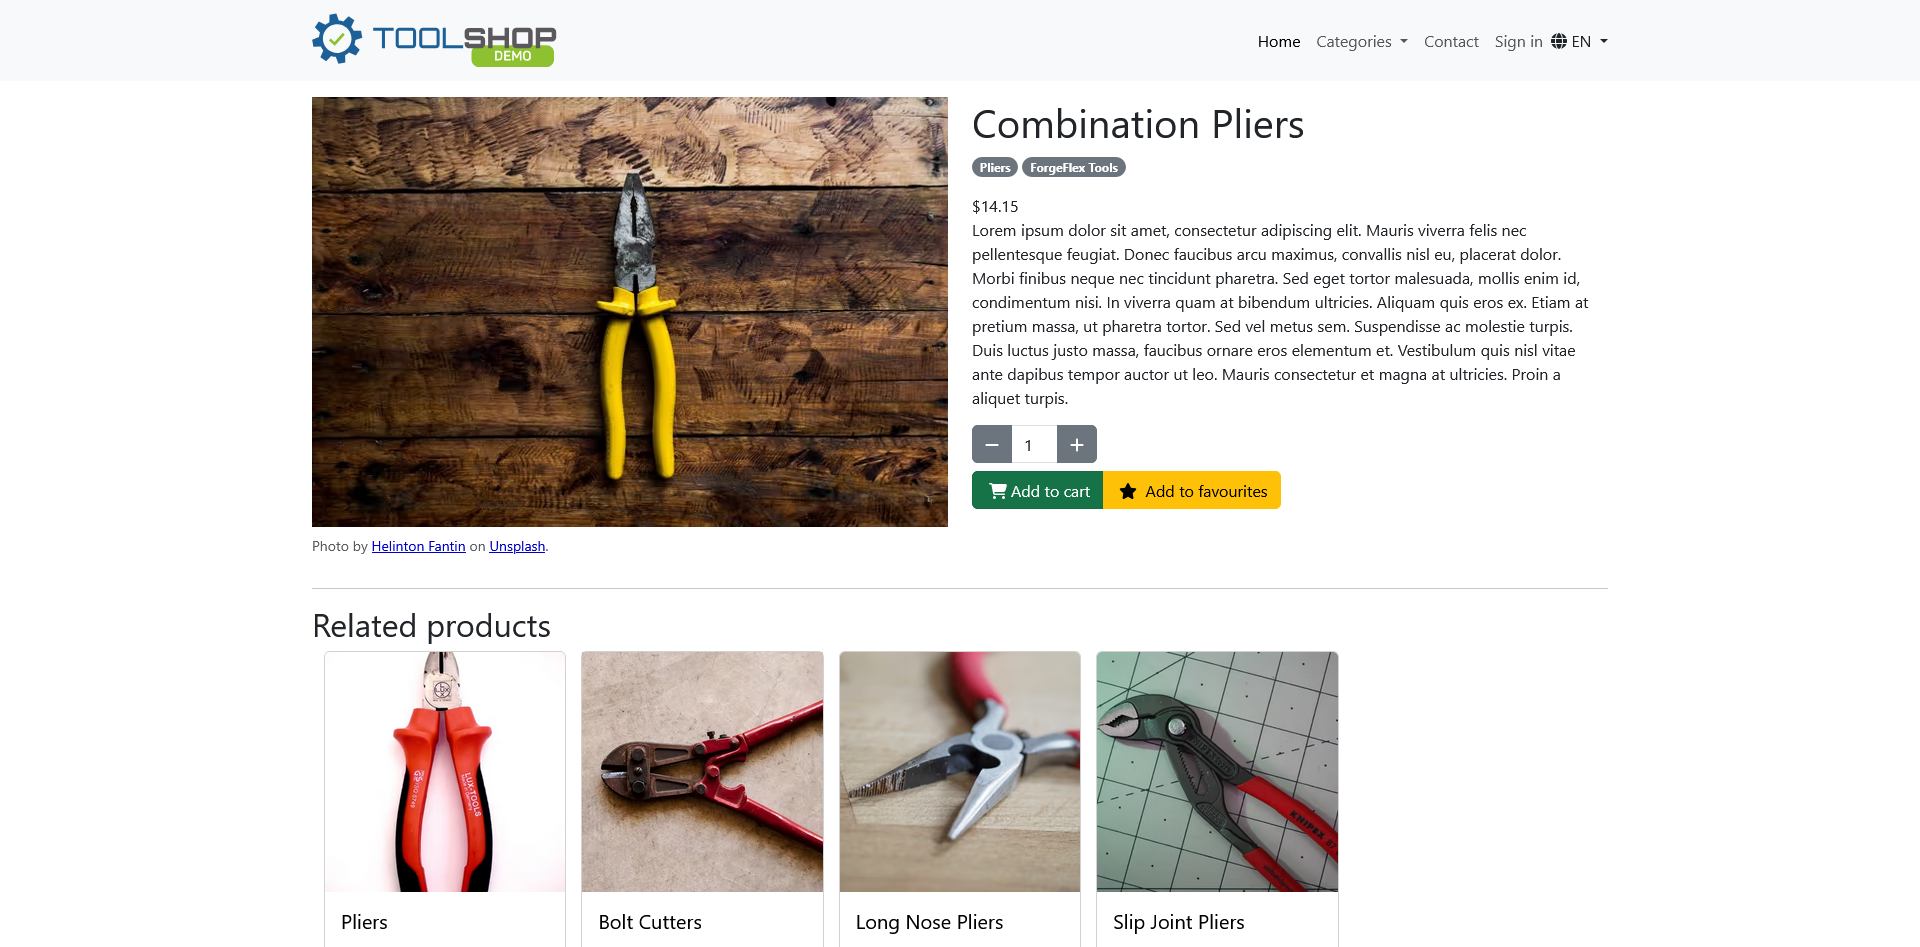 TOOLSHOP
DEMO
Home Categories Contact Sign in EN
Combination Pliers
Pliers ForgeFlex Tools
$14.15
Lorem ipsum dolor sit amet, consectetur adipiscing elit. Mauris viverra felis nec
pellentesque feugiat. Donec faucibus arcu maximus, convallis nisl eu, placerat dolor.
Morbi finibus neque nec tincidunt pharetra. Sed eget tortor malesuada, mollis enim id,
condimentum nisi. In viverra quam at bibendum ultricies. Aliquam quis eros ex. Etiam at
pretium massa, ut pharetra tortor. Sed vel metus sem. Suspendisse ac molestie turpis.
Duis luctus justo massa, faucibus ornare eros elementum et. Vestibulum quis nisl vitae
ante dapibus tempor auctor ut leo. Mauris consectetur et magna at ultricies. Proin a
aliquet turpis.
1
Add to cart Add to favourites
Photo by Helinton Fantin on Unsplash.
Related products
LUX-TOOLS
KNIPEX
Pliers
Bolt Cutters
Long Nose Pliers
Slip Joint Pliers